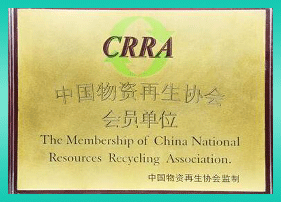 CRRA
中国物资再生协会
会员单位
The Membership of China National
Resources Recycling Association.
中国物资再生协会监制